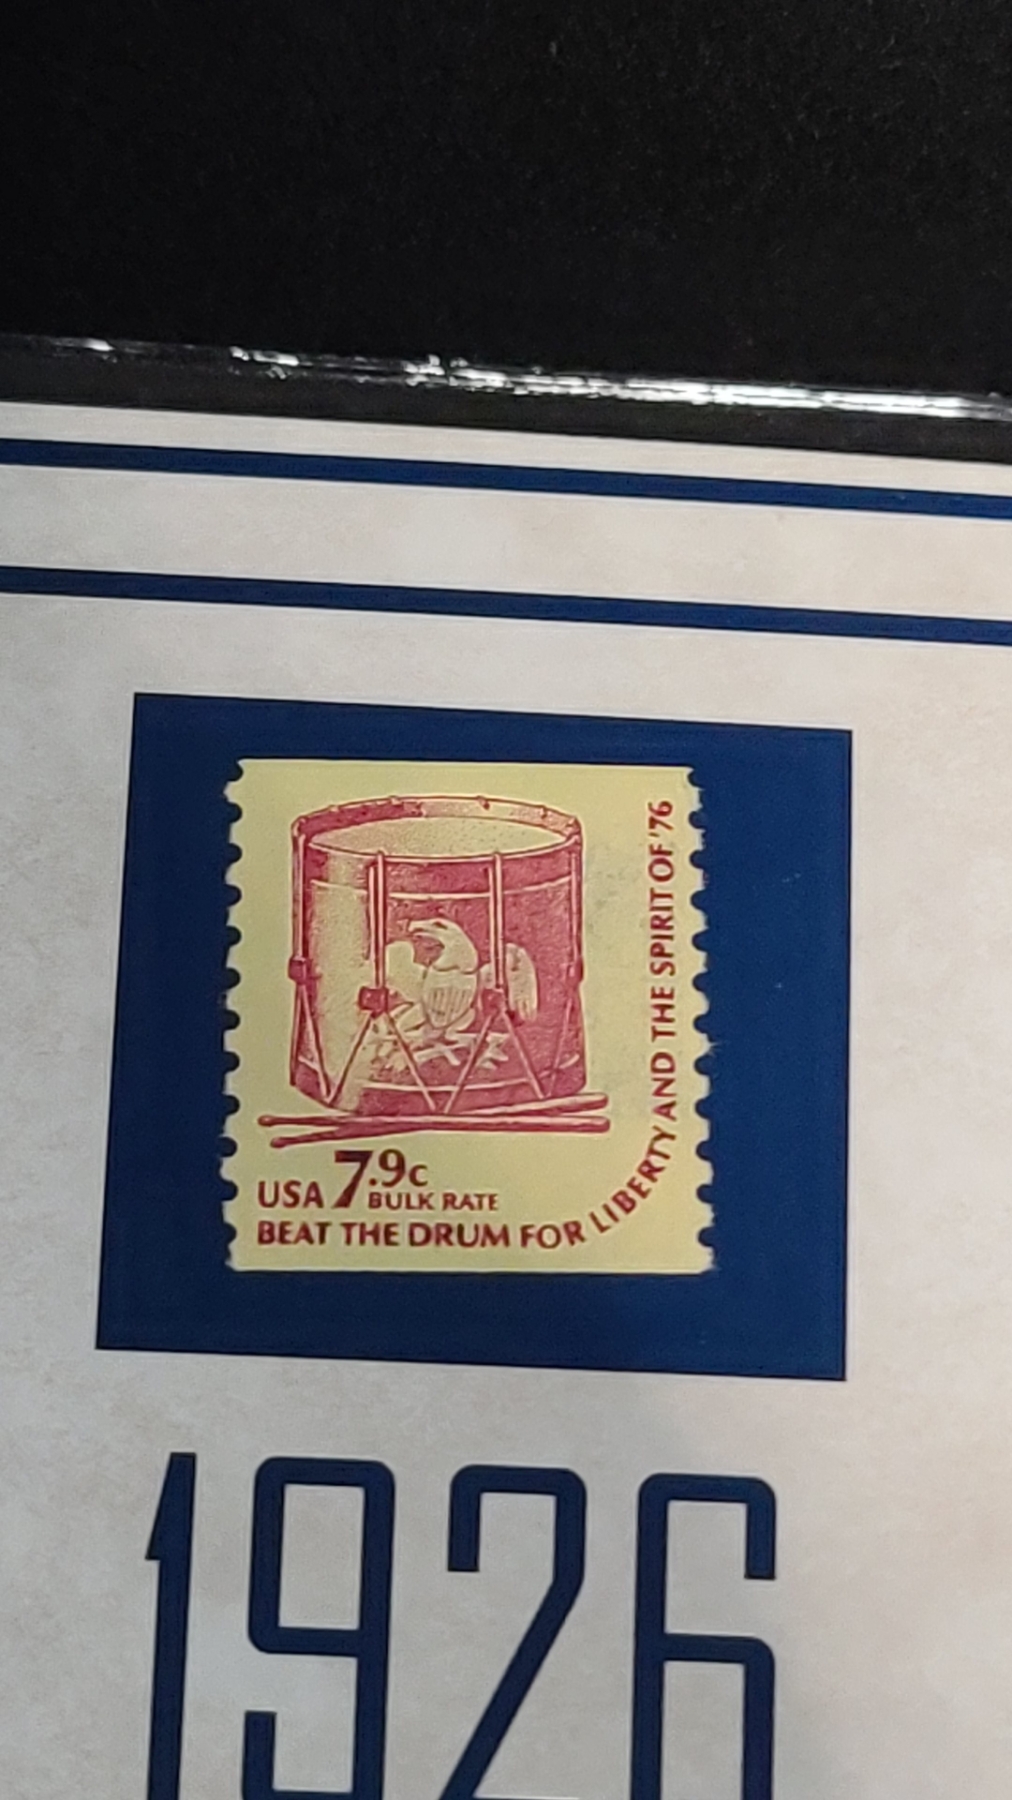 USA 7.9c
BULK RATE
BEAT THE DRUM FOR LIBERTY AND THE SPIRIT OF '76
1926